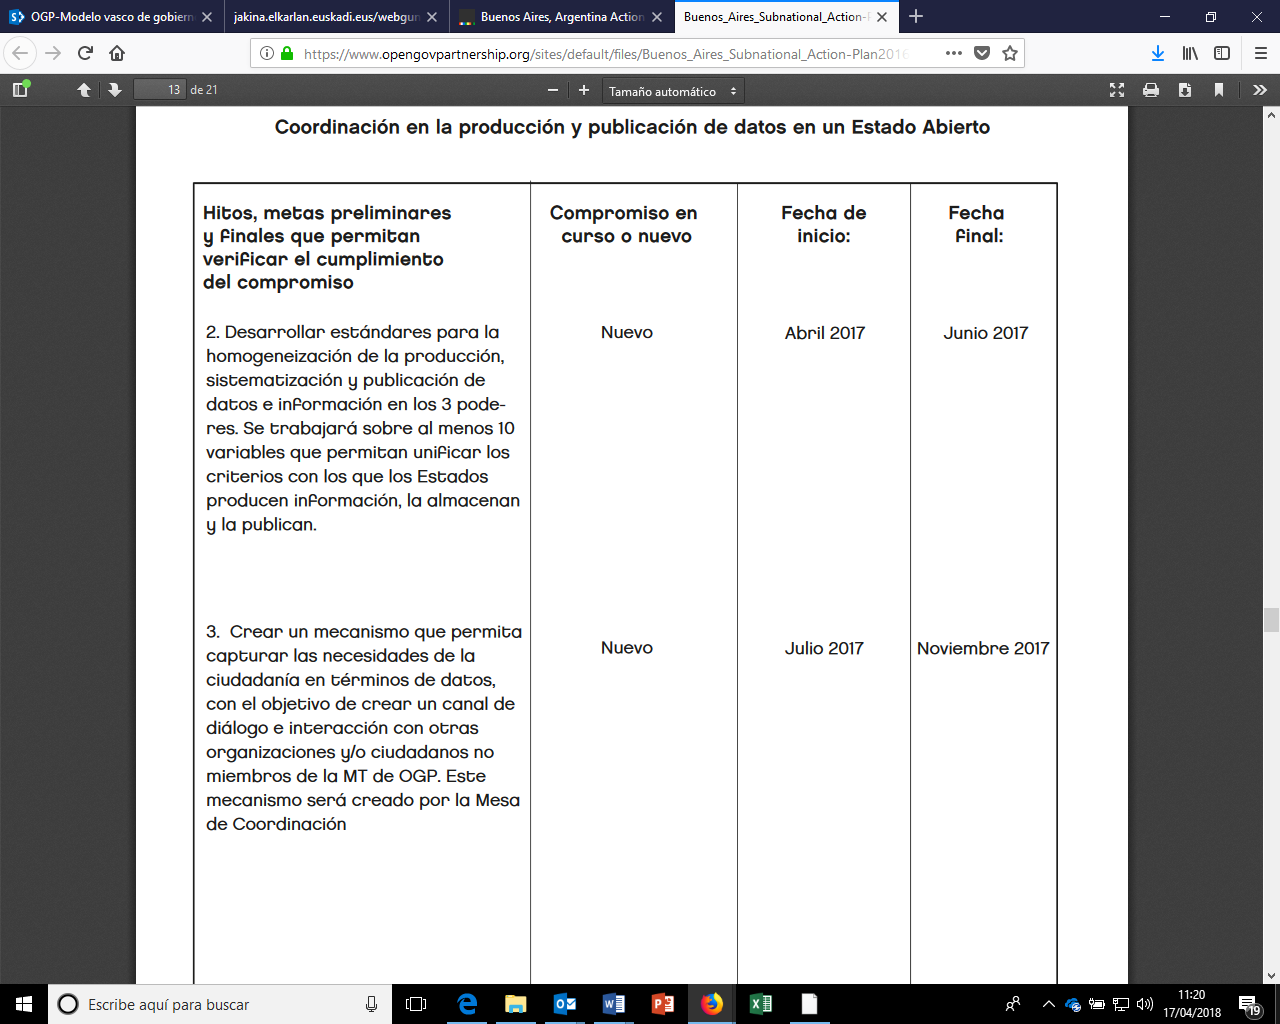 OGP-Modelo vasco de gobiern
jakina.elkarlan.euskadi.eus/webgun
Buenos Aires, Argentina Action
Buenos_Aires_Subnational_Action-
https://www.opengovpartnership.org/sites/default/files/Buenos_Aires_Subnational_Action-Plan2016
13 de 21
Tamaño automático
Coordinación en la producción y publicación de datos en un Estado Abierto
Hitos, metas preliminares
y finales que permitan
verificar el cumplimiento
del compromiso
Compromiso en
curso o nuevo
Fecha de
inicio:
Fecha
final:
2. Desarrollar estándares para la
homogeneización de la producción,
sistematización y publicación de
datos e información en los 3 pode-
res. Se trabajará sobre al menos 10
variables que permitan unificar los
criterios con los que los Estados
producen información, la almacenan
y la publican.
Nuevo
Abril 2017
Junio 2017
3. Crear un mecanismo que permita
capturar las necesidades de la
ciudadanía en términos de datos,
con el objetivo de crear un canal de
diálogo e interacción con otras
organizaciones y/o ciudadanos no
miembros de la MT de OGP. Este
mecanismo será creado por la Mesa
de Coordinación
Nuevo
Julio 2017
Noviembre 2017
Escribe aquí para buscar
11:20
17/04/2018
19